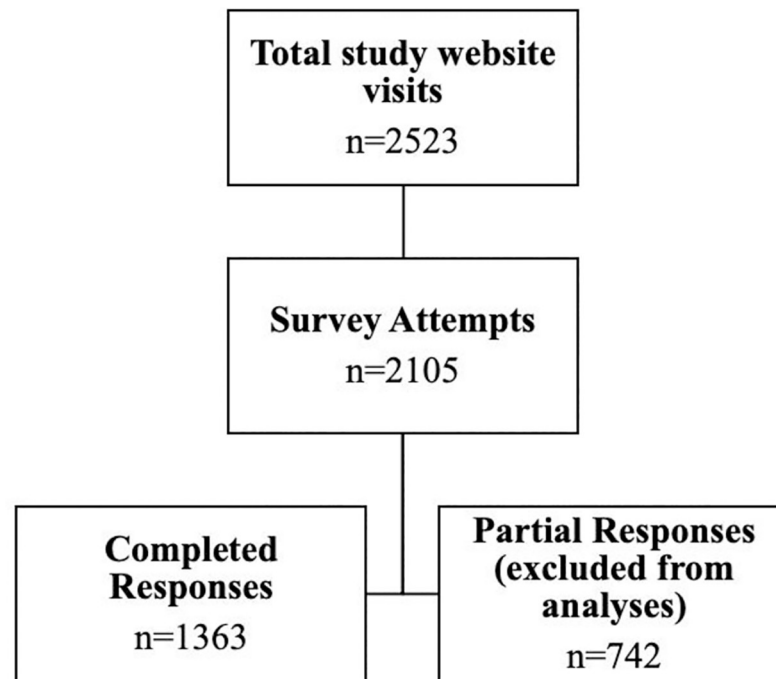 Total study website
visits
n=2523
Survey Attempts
n=2105
Completed
Responses
n=1363
Partial Responses
(excluded from
analyses)
n=742